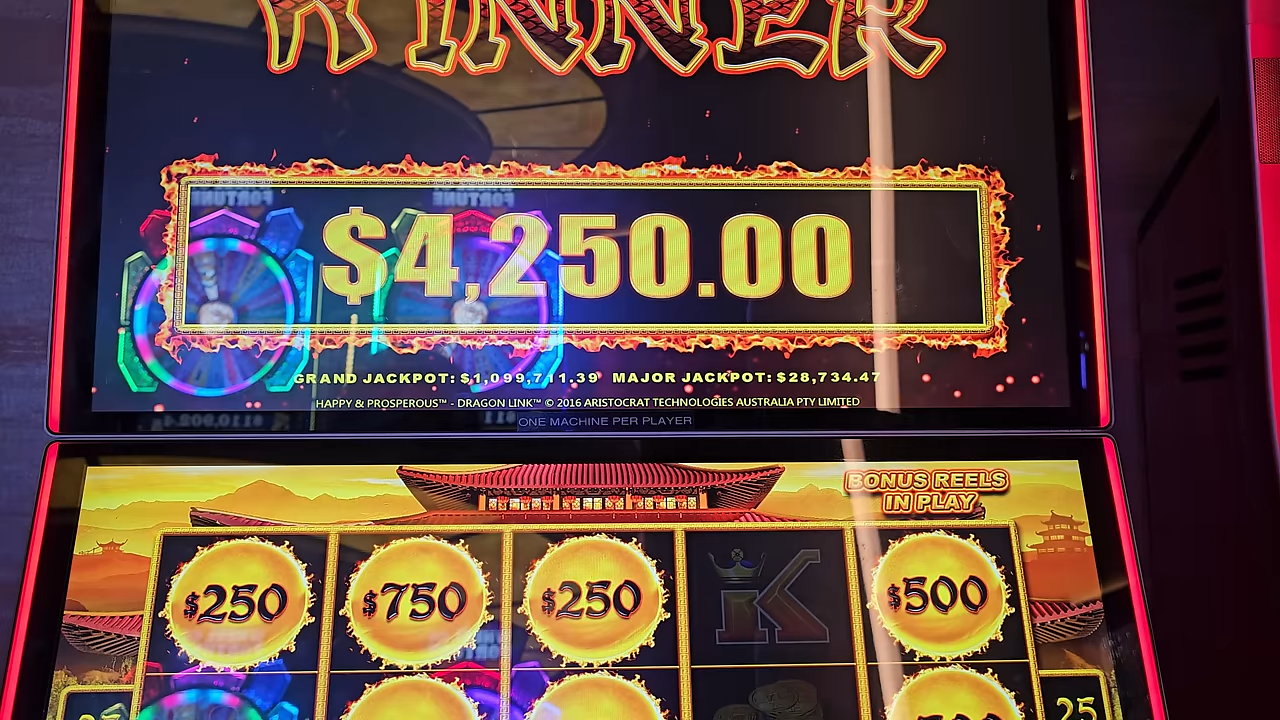 WINNER
$4,250.00
GRAND JACKPOT: $1,099,711.39 MAJOR JACKPOT: $28,734.47
HAPPY & PROSPEROUS™ - DRAGON LINK™ © 2016 ARISTOCRAT TECHNOLOGIES AUSTRALIA PTY LIMITED
ONE MACHINE PER PLAYER
BONUS REELS
IN PLAY
$250 $750 $250 K $500
25